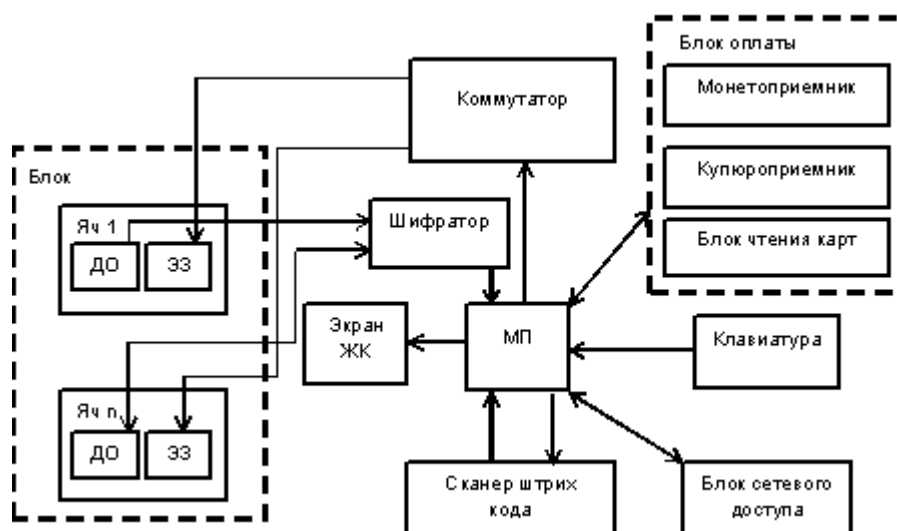 Блок оплаты
Монетоприемник
Коммутатор
Купюроприемник
Блок
Яч 1
Шифратор
Блок чтения карт
ДО
ЭЗ
Экран
ЖК
МП
Клавиатура
Яч n
ДО
ЭЗ
Сканер штрих
кода
Блок сетевого
доступа